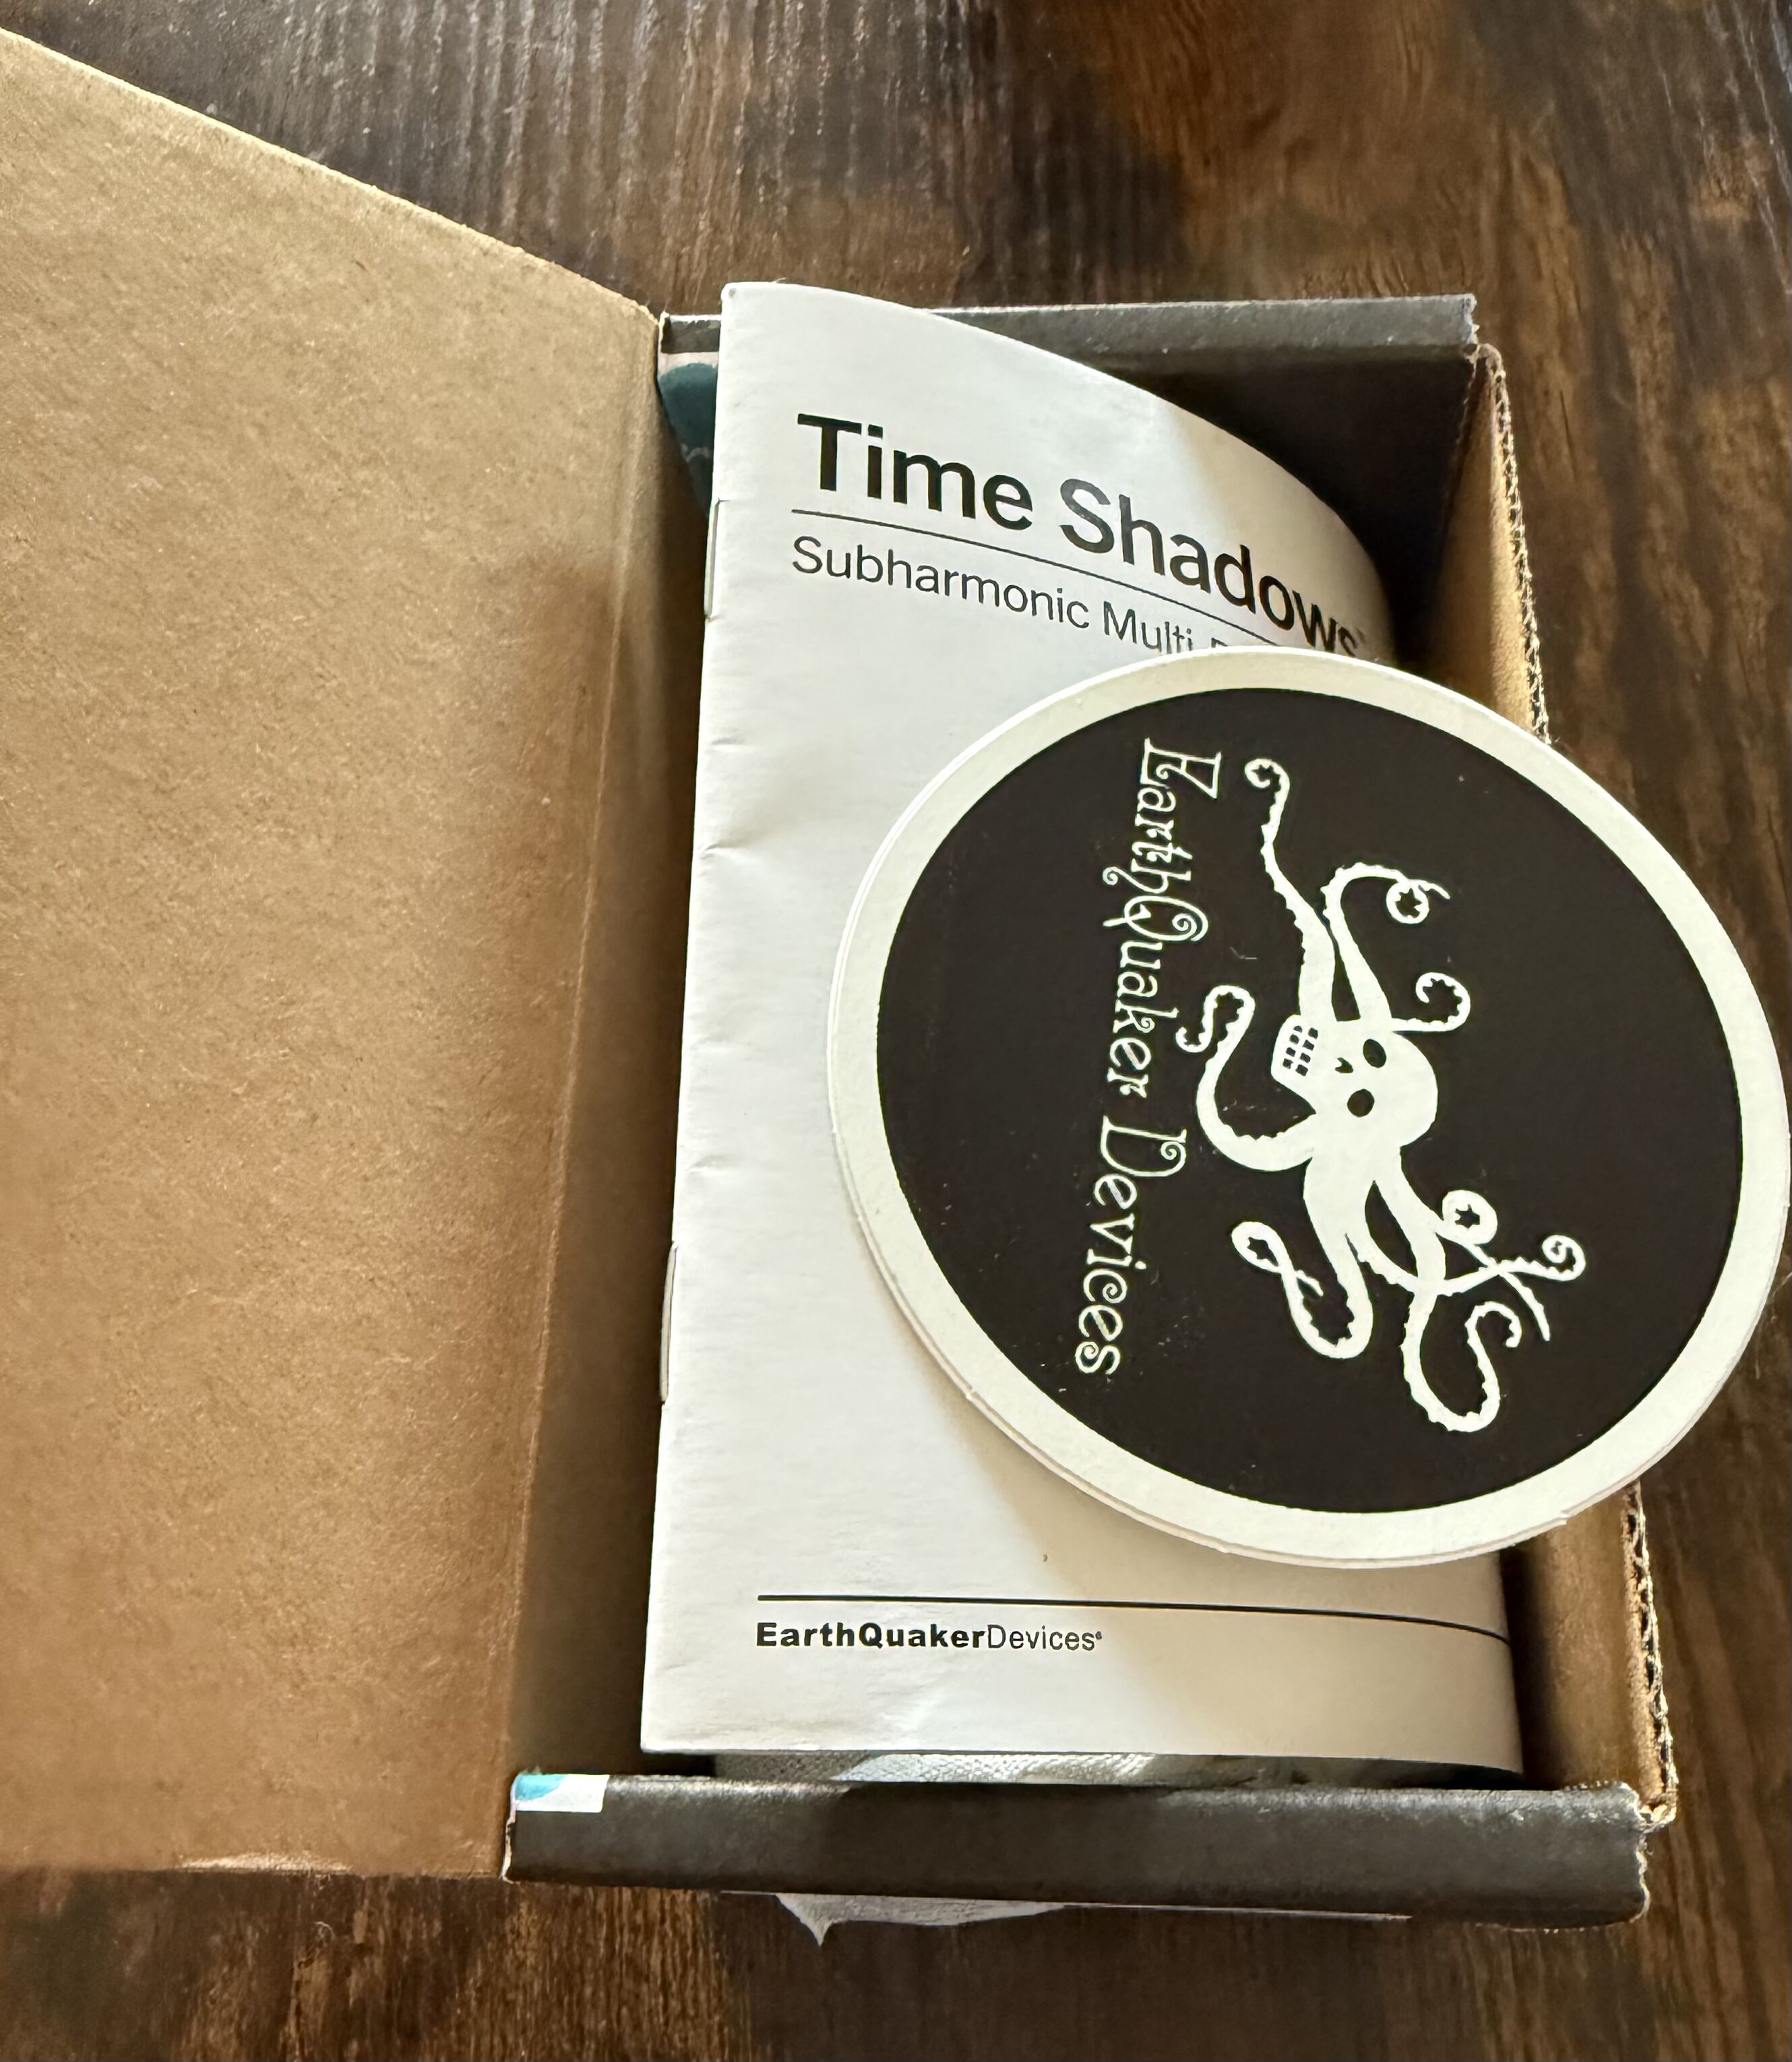 Time Shadows
Subharmonic Multi
EarthQuaker Devices
EarthQuakerDevices®